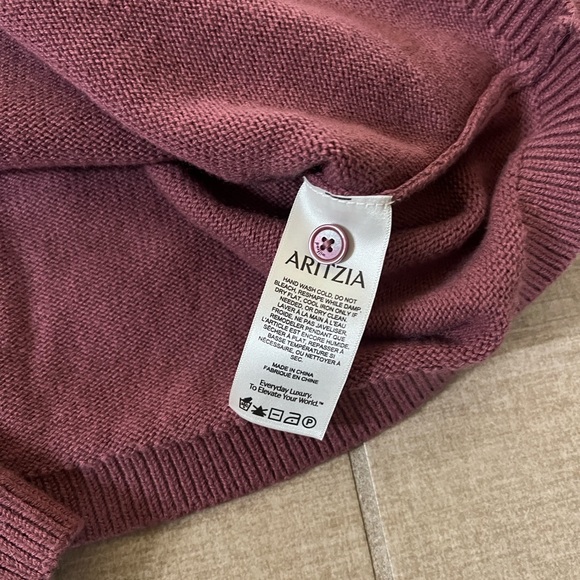 ARITZIA
HAND WASH COLD, DO NOT
BLEACH, RESHAPE WHILE DAMP,
DRY FLAT, COOL IRON ONLY IF
NEEDED, OR DRY CLEAN.
LAVER À LA MAIN À L'EAU
FROIDE, NE PAS JAVELISER,
REMODELER PENDANT QUE
L'ARTICLE EST ENCORE HUMIDE,
SÉCHER À PLAT, REPASSER À
BASSE TEMPÉRATURE SI
NÉCESSAIRE, OU NETTOYER À
SEC.
MADE IN CHINA
FABRIQUÉ EN CHINE
Everyday Luxury.
To Elevate Your World.™
P